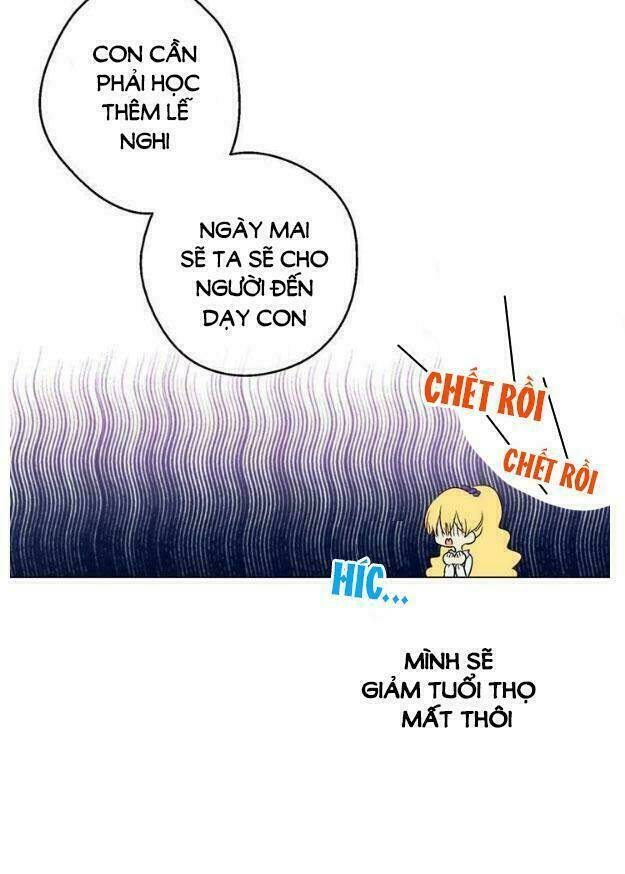 CON CẦN
PHẢI HỌC
THÊM LỄ
NGHI
NGÀY MAI
SẼ TA SẼ CHO
NGƯỜI ĐẾN
DẠY CON
CHẾT RỒI
CHẾT RỒI
HÍC...
MÌNH SẼ
GIẢM TUỔI THỌ
MẤT THÔI